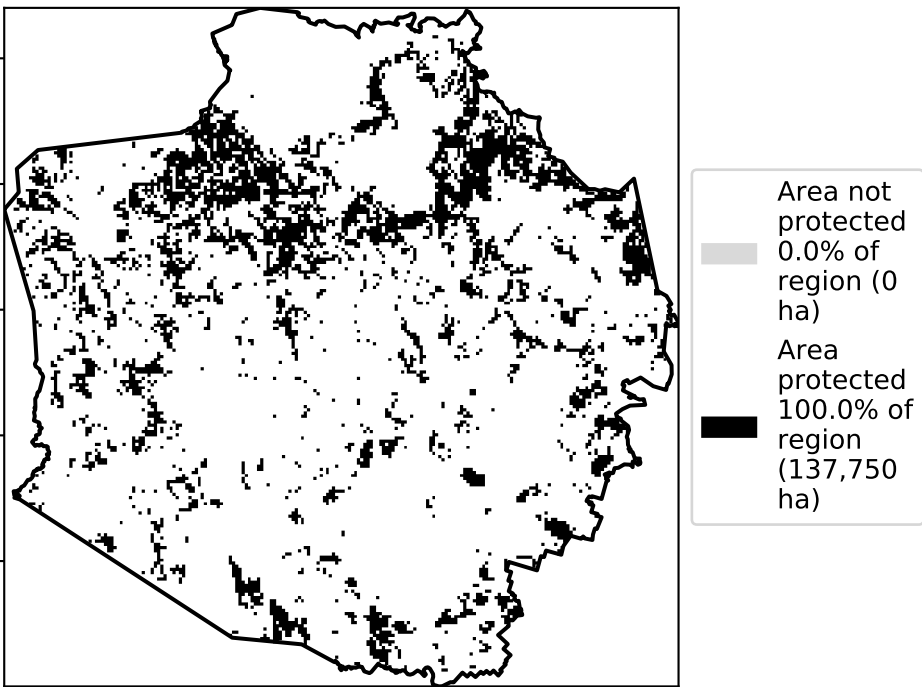 Area not
protected
0.0% of
region (0
ha)
Area
protected
100.0% of
region
(137,750
ha)